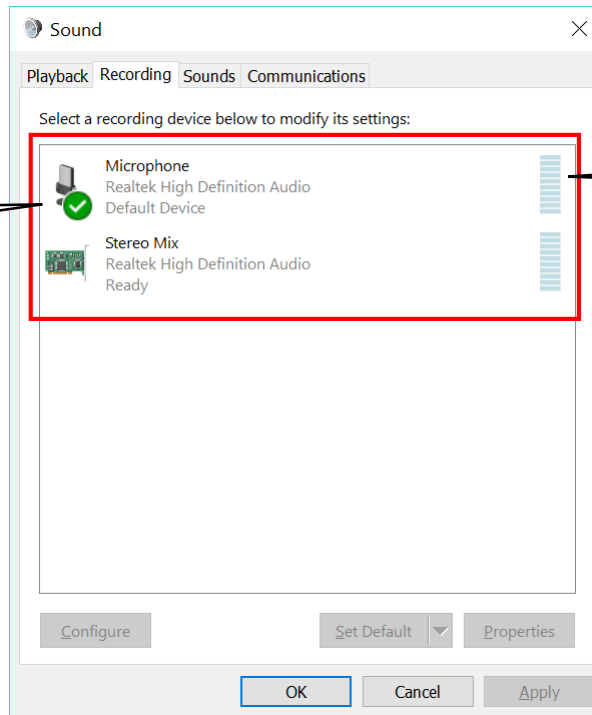 Sound
Playback Recording Sounds Communications
Select a recording device below to modify its settings:
Microphone
Realtek High Definition Audio
Default Device
Stereo Mix
Realtek High Definition Audio
Ready
Configure Set Default Properties
OK Cancel Apply